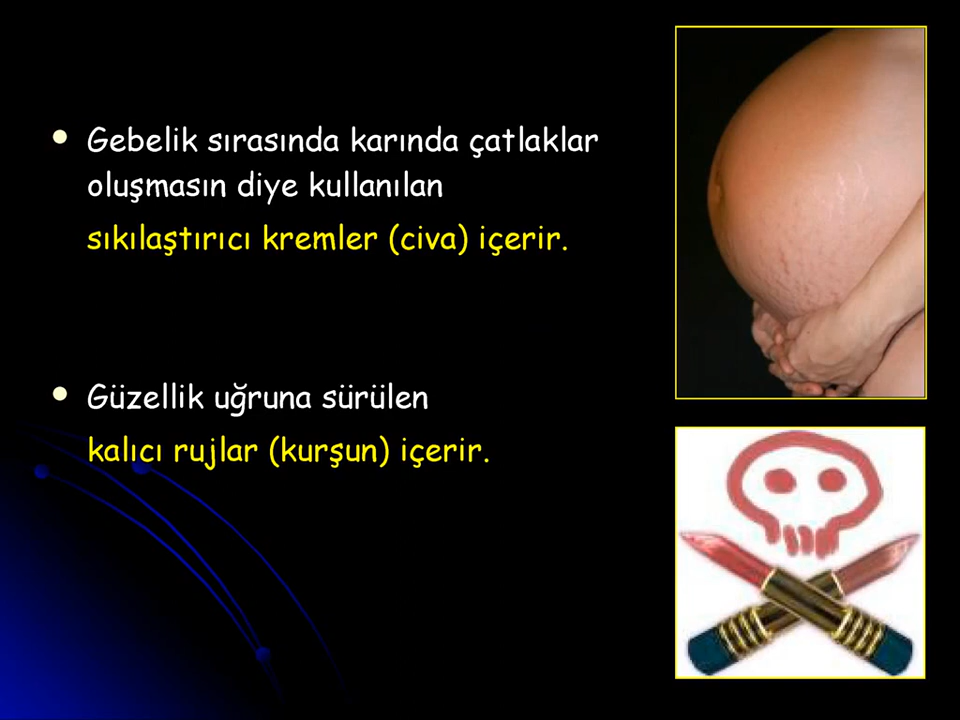 Gebelik sırasında karında çatlaklar
oluşmasın diye kullanılan
sıkılaştırıcı kremler (civa) içerir.
Güzellik uğruna sürülen
kalıcı rujlar (kurşun) içerir.